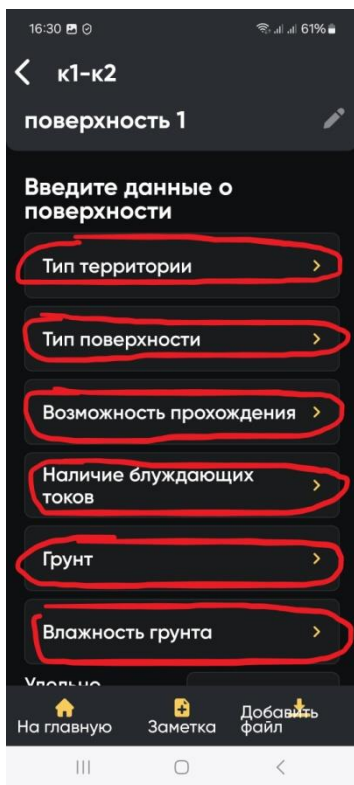 16:30 61%
к1-к2
поверхность 1
Введите данные о
поверхности
Тип территории
Тип поверхности
Возможность прохождения
Наличие блуждающих
токов
Грунт
Влажность грунта
На главную Заметка Добавить
файл